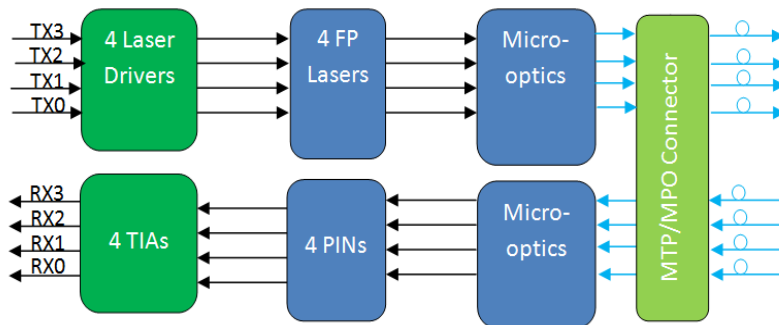 TX3
TX2
TX1
TX0
4 Laser
Drivers
4 FP
Lasers
Micro-
optics
MTP/MPO Connector
RX3
RX2
RX1
RX0
4 TIAs
4 PINs
Micro-
optics